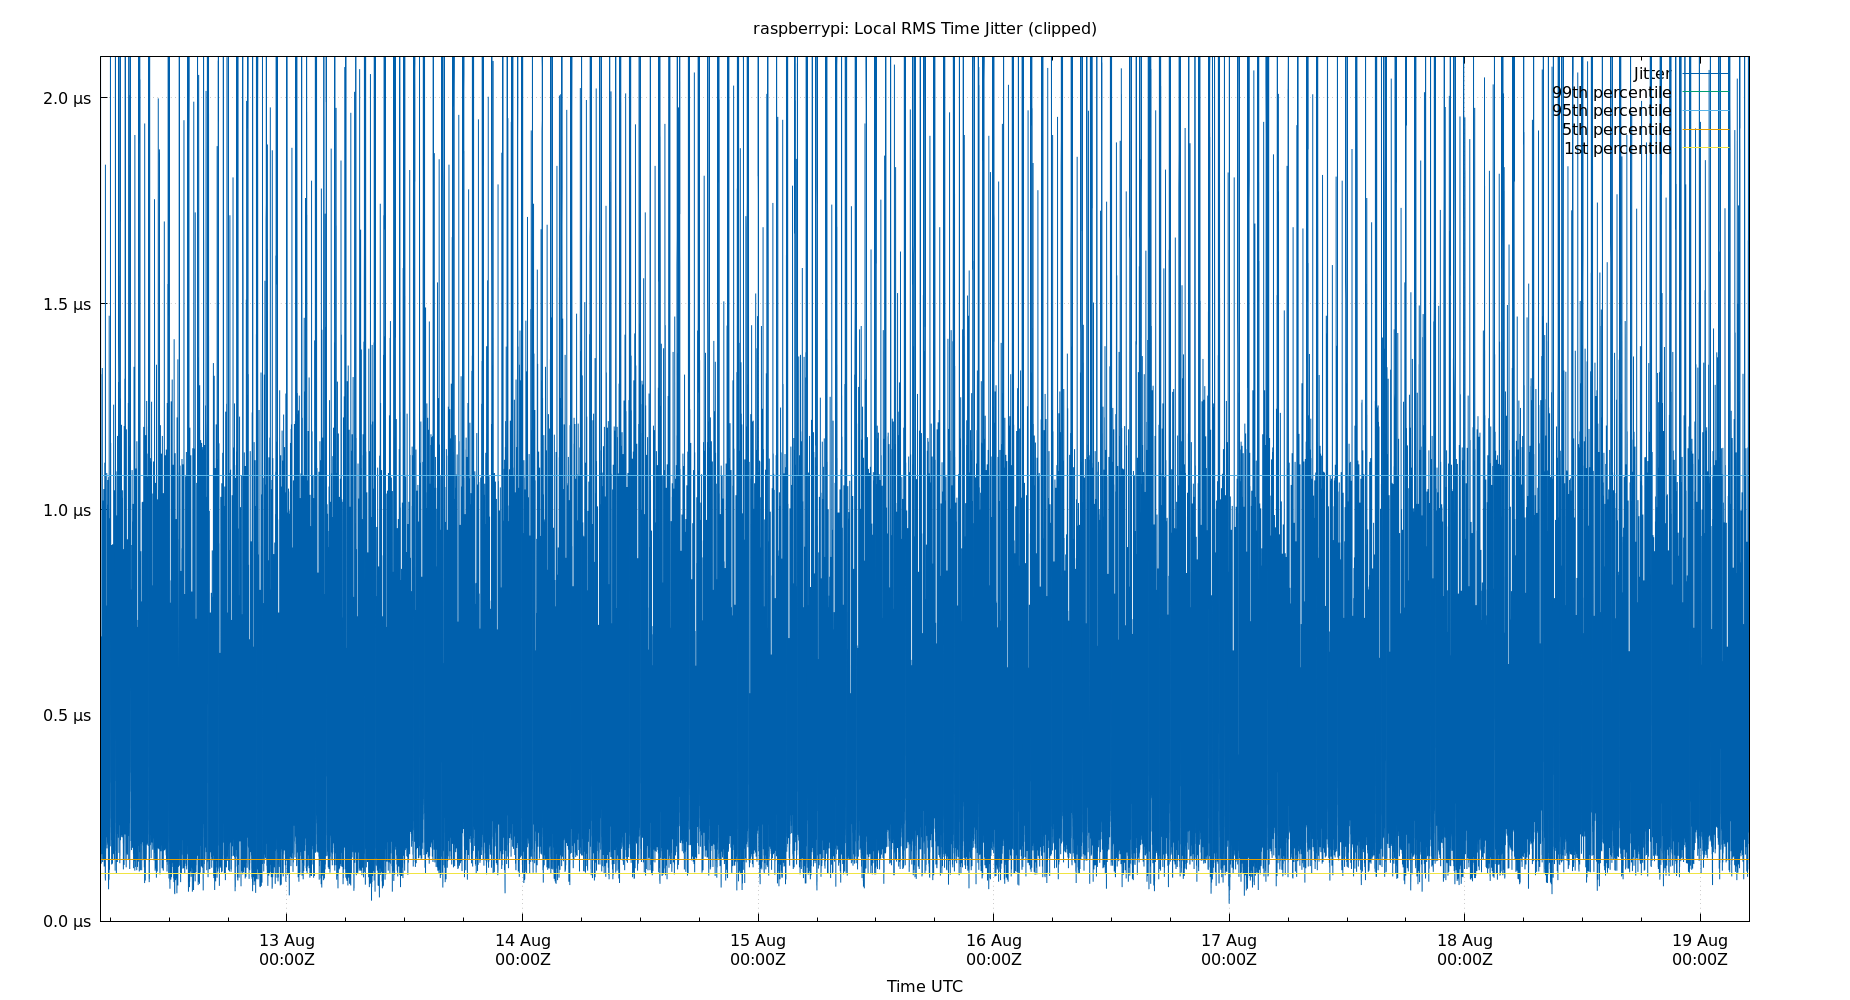 raspberrypi: Local RMS Time Jitter (clipped)
Jitter
99th percentile
95th percentile
5th percentile
1st percentile
2.0 µs
1.5 µs
1.0 µs
0.5 µs
0.0 µs
13 Aug 14 Aug 15 Aug 16 Aug 17 Aug 18 Aug 19 Aug
00:00Z 00:00Z 00:00Z 00:00Z 00:00Z 00:00Z 00:00Z
Time UTC